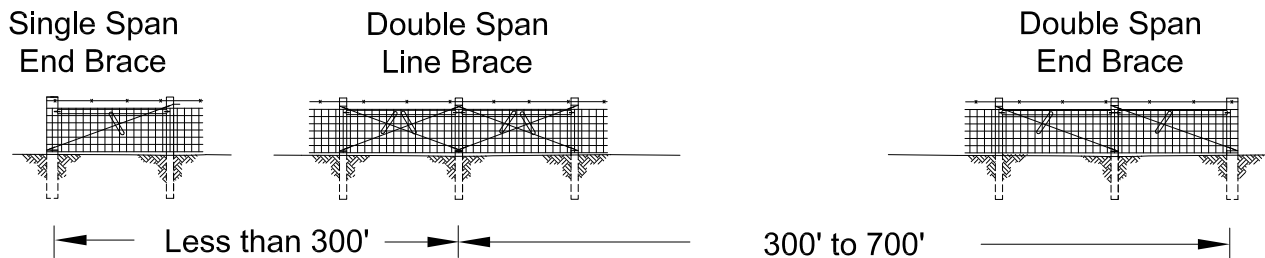 Single Span
End Brace
Double Span
Line Brace
Double Span
End Brace
Less than 300'
300' to 700'